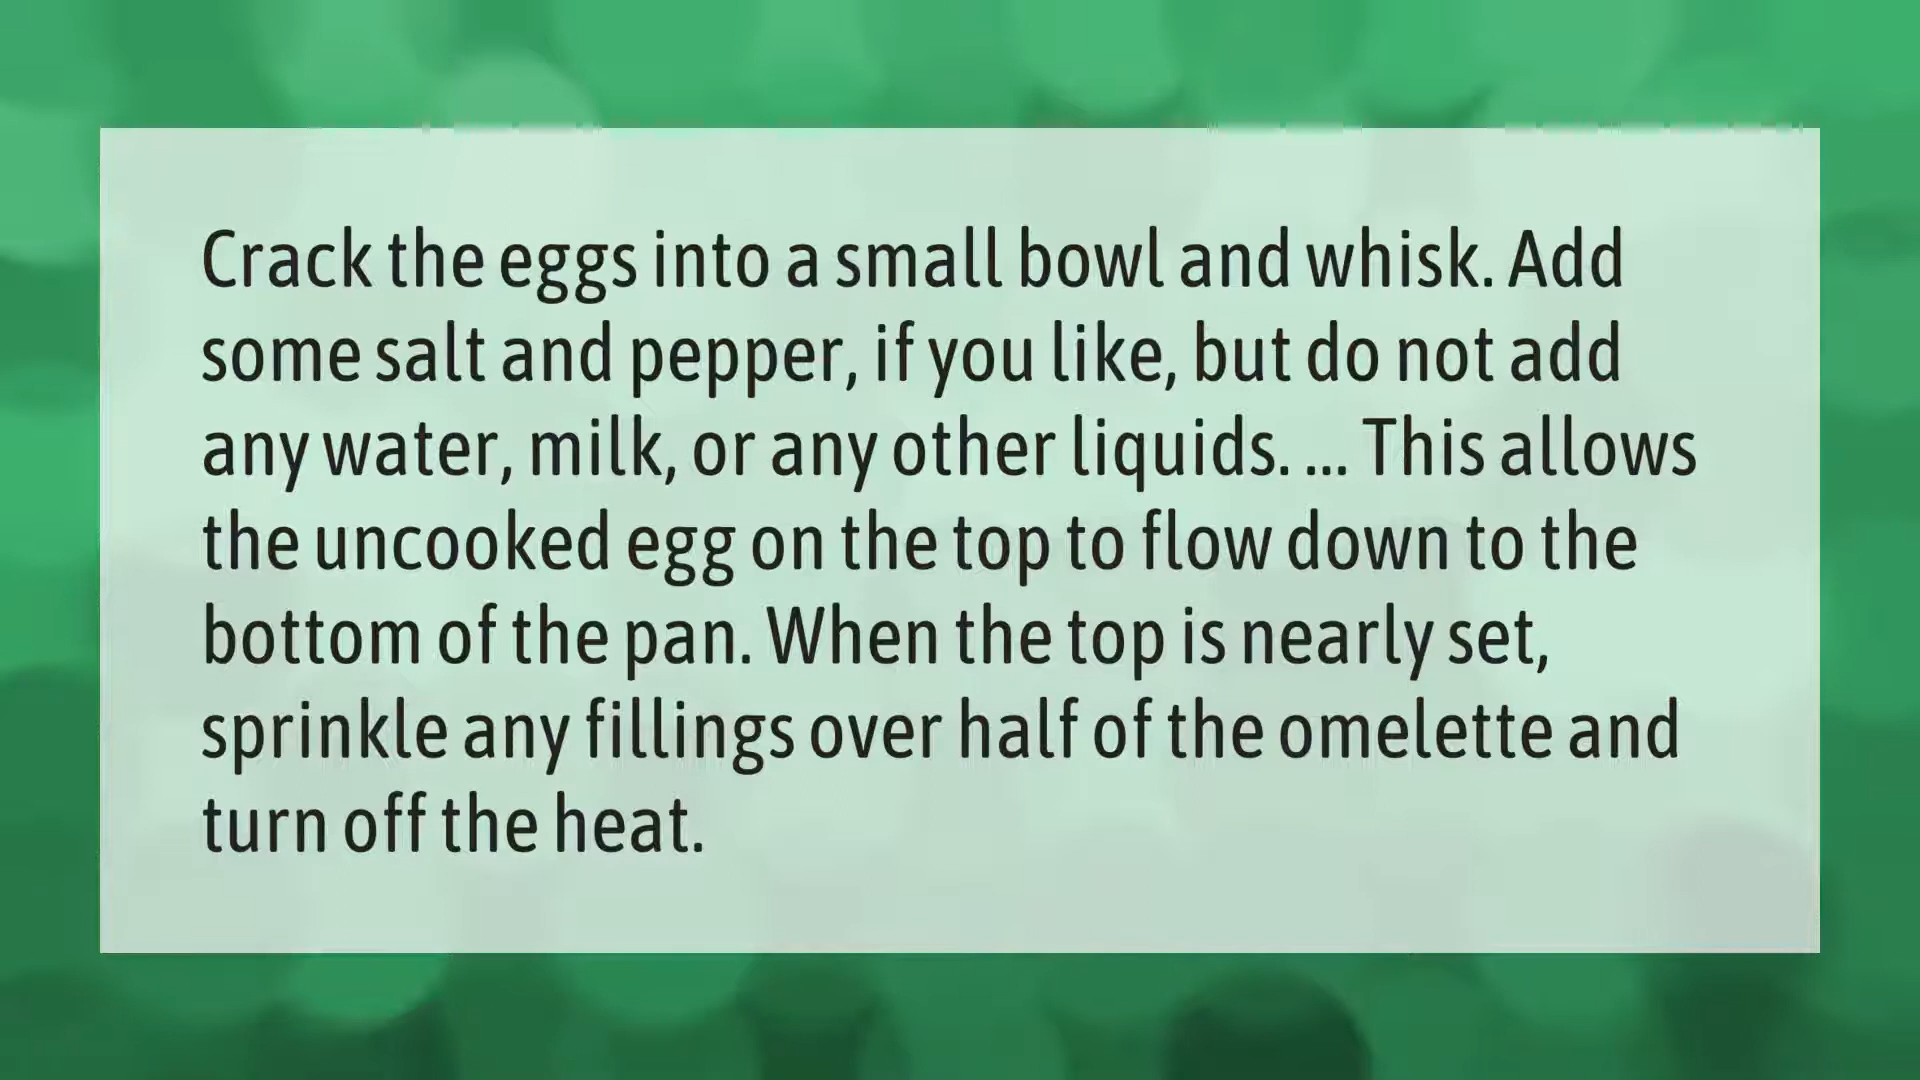 Crack the eggs into a small bowl and whisk. Add
some salt and pepper, if you like, but do not add
any water, milk, or any other liquids. ... This allows
the uncooked egg on the top to flow down to the
bottom of the pan. When the top is nearly set,
sprinkle any fillings over half of the omelette and
turn off the heat.